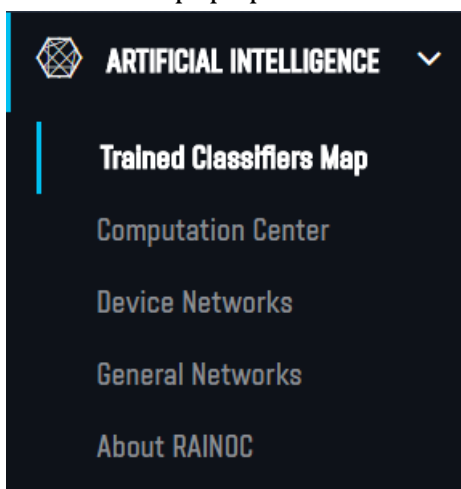 ARTIFICIAL INTELLIGENCE
Trained Classifiers Map
Computation Center
Device Networks
General Networks
About RAINOC